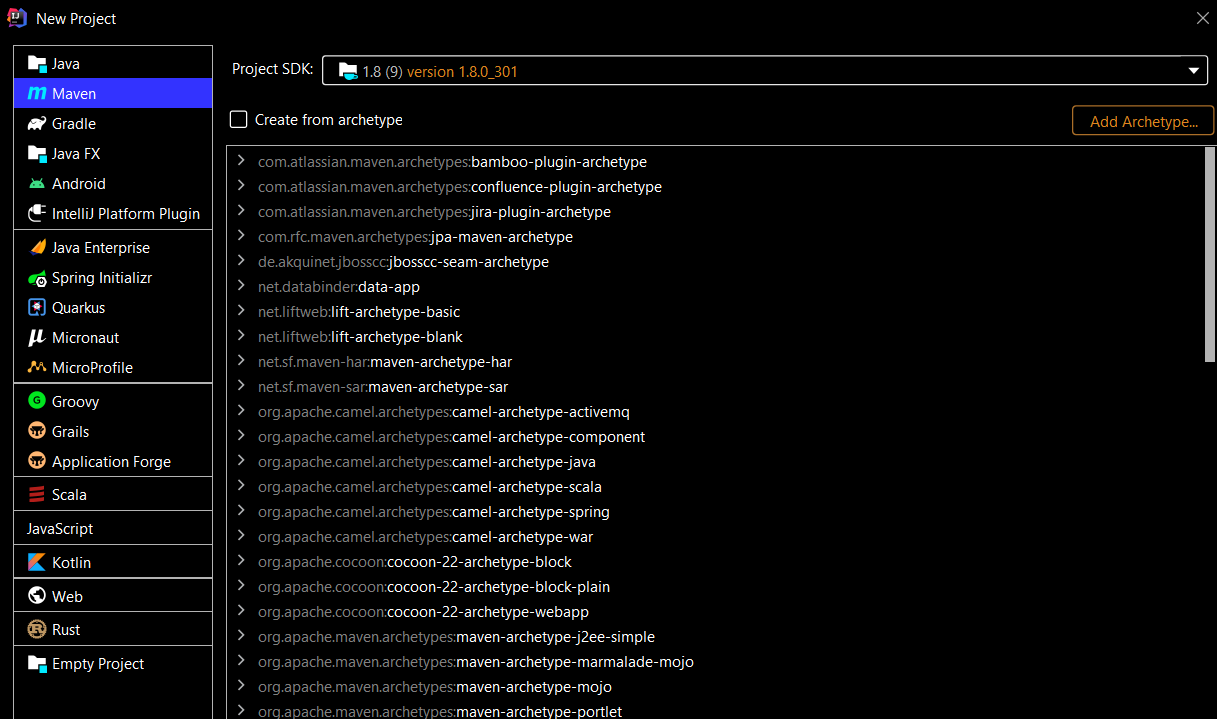 New Project
Java
Maven
Gradle
Java FX
Android
IntelliJ Platform Plugin
Java Enterprise
Spring Initializr
Quarkus
Micronaut
MicroProfile
Groovy
Grails
Application Forge
Scala
JavaScript
Kotlin
Web
Rust
Empty Project
Project SDK: 1.8 (9) version 1.8.0_301
Create from archetype
Add Archetype...
com.atlassian.maven.archetypes:bamboo-plugin-archetype
com.atlassian.maven.archetypes:confluence-plugin-archetype
com.atlassian.maven.archetypes:jira-plugin-archetype
com.rfc.maven.archetypes:jpa-maven-archetype
de.akquinet.jbosscc:jbosscc-seam-archetype
net.databinder:data-app
net.liftweb:lift-archetype-basic
net.liftweb:lift-archetype-blank
net.sf.maven-har:maven-archetype-har
net.sf.maven-sar:maven-archetype-sar
org.apache.camel.archetypes:camel-archetype-activemq
org.apache.camel.archetypes:camel-archetype-component
org.apache.camel.archetypes:camel-archetype-java
org.apache.camel.archetypes:camel-archetype-scala
org.apache.camel.archetypes:camel-archetype-spring
org.apache.camel.archetypes:camel-archetype-war
org.apache.cocoon:cocoon-22-archetype-block
org.apache.cocoon:cocoon-22-archetype-block-plain
org.apache.cocoon:cocoon-22-archetype-webapp
org.apache.maven.archetypes:maven-archetype-j2ee-simple
org.apache.maven.archetypes:maven-archetype-marmalade-mojo
org.apache.maven.archetypes:maven-archetype-mojo
org.apache.maven.archetypes:maven-archetype-portlet